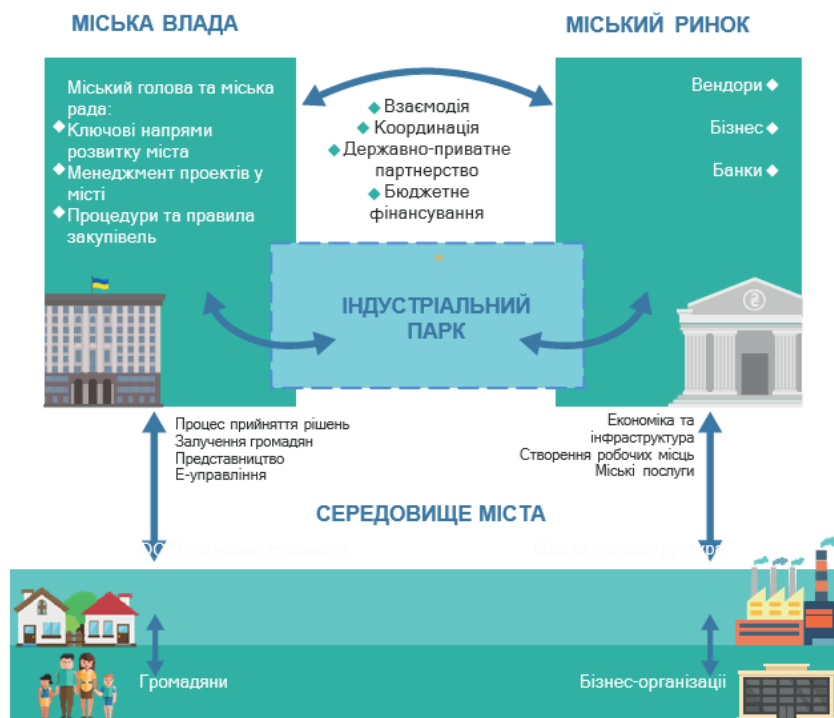 МІСЬКА ВЛАДА
МІСЬКИЙ РИНОК
Міський голова та міська
рада:
Ключові напрями
розвитку міста
Менеджмент проектів у
місті
Процедури та правила
закупівель
Взаємодія
Координація
Державно-приватне
партнерство
Бюджетне
фінансування
Вендори
Бізнес
Банки
ІНДУСТРІАЛЬНИЙ
ПАРК
Процес прийняття рішень
Залучення громадян
Представництво
Е-управління
Економіка та
інфраструктура
Створення робочих місць
Міські послуги
СЕРЕДОВИЩЕ МІСТА
Громадяни
Бізнес-організації